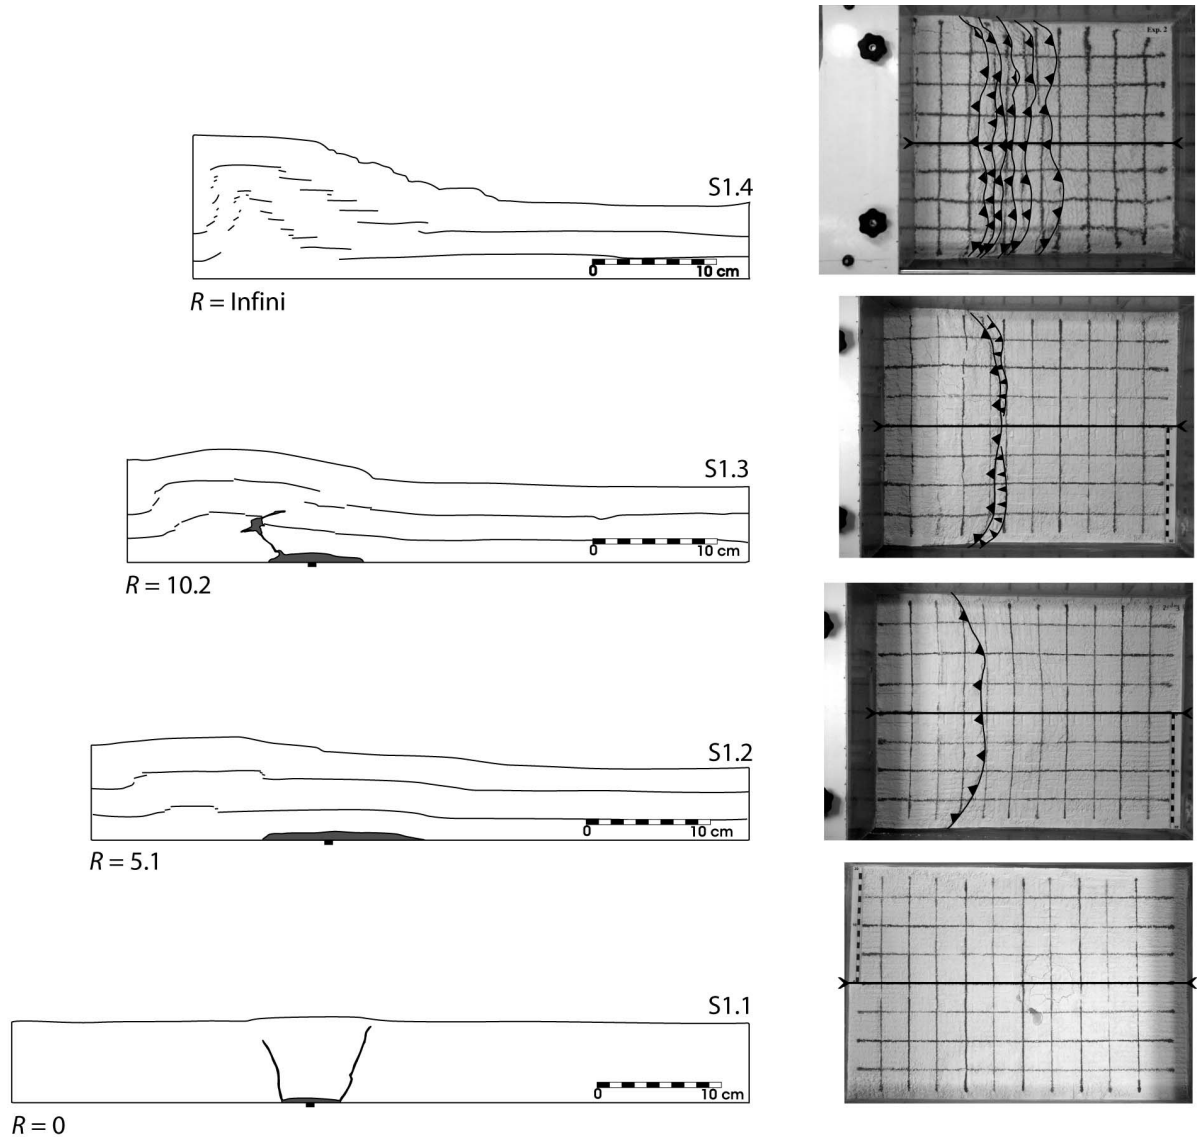 Exp. 2
S1.4
0 10 cm
R = Infini
S1.3
0 10 cm
R = 10.2
S1.2
0 10 cm
R = 5.1
S1.1
0 10 cm
R = 0